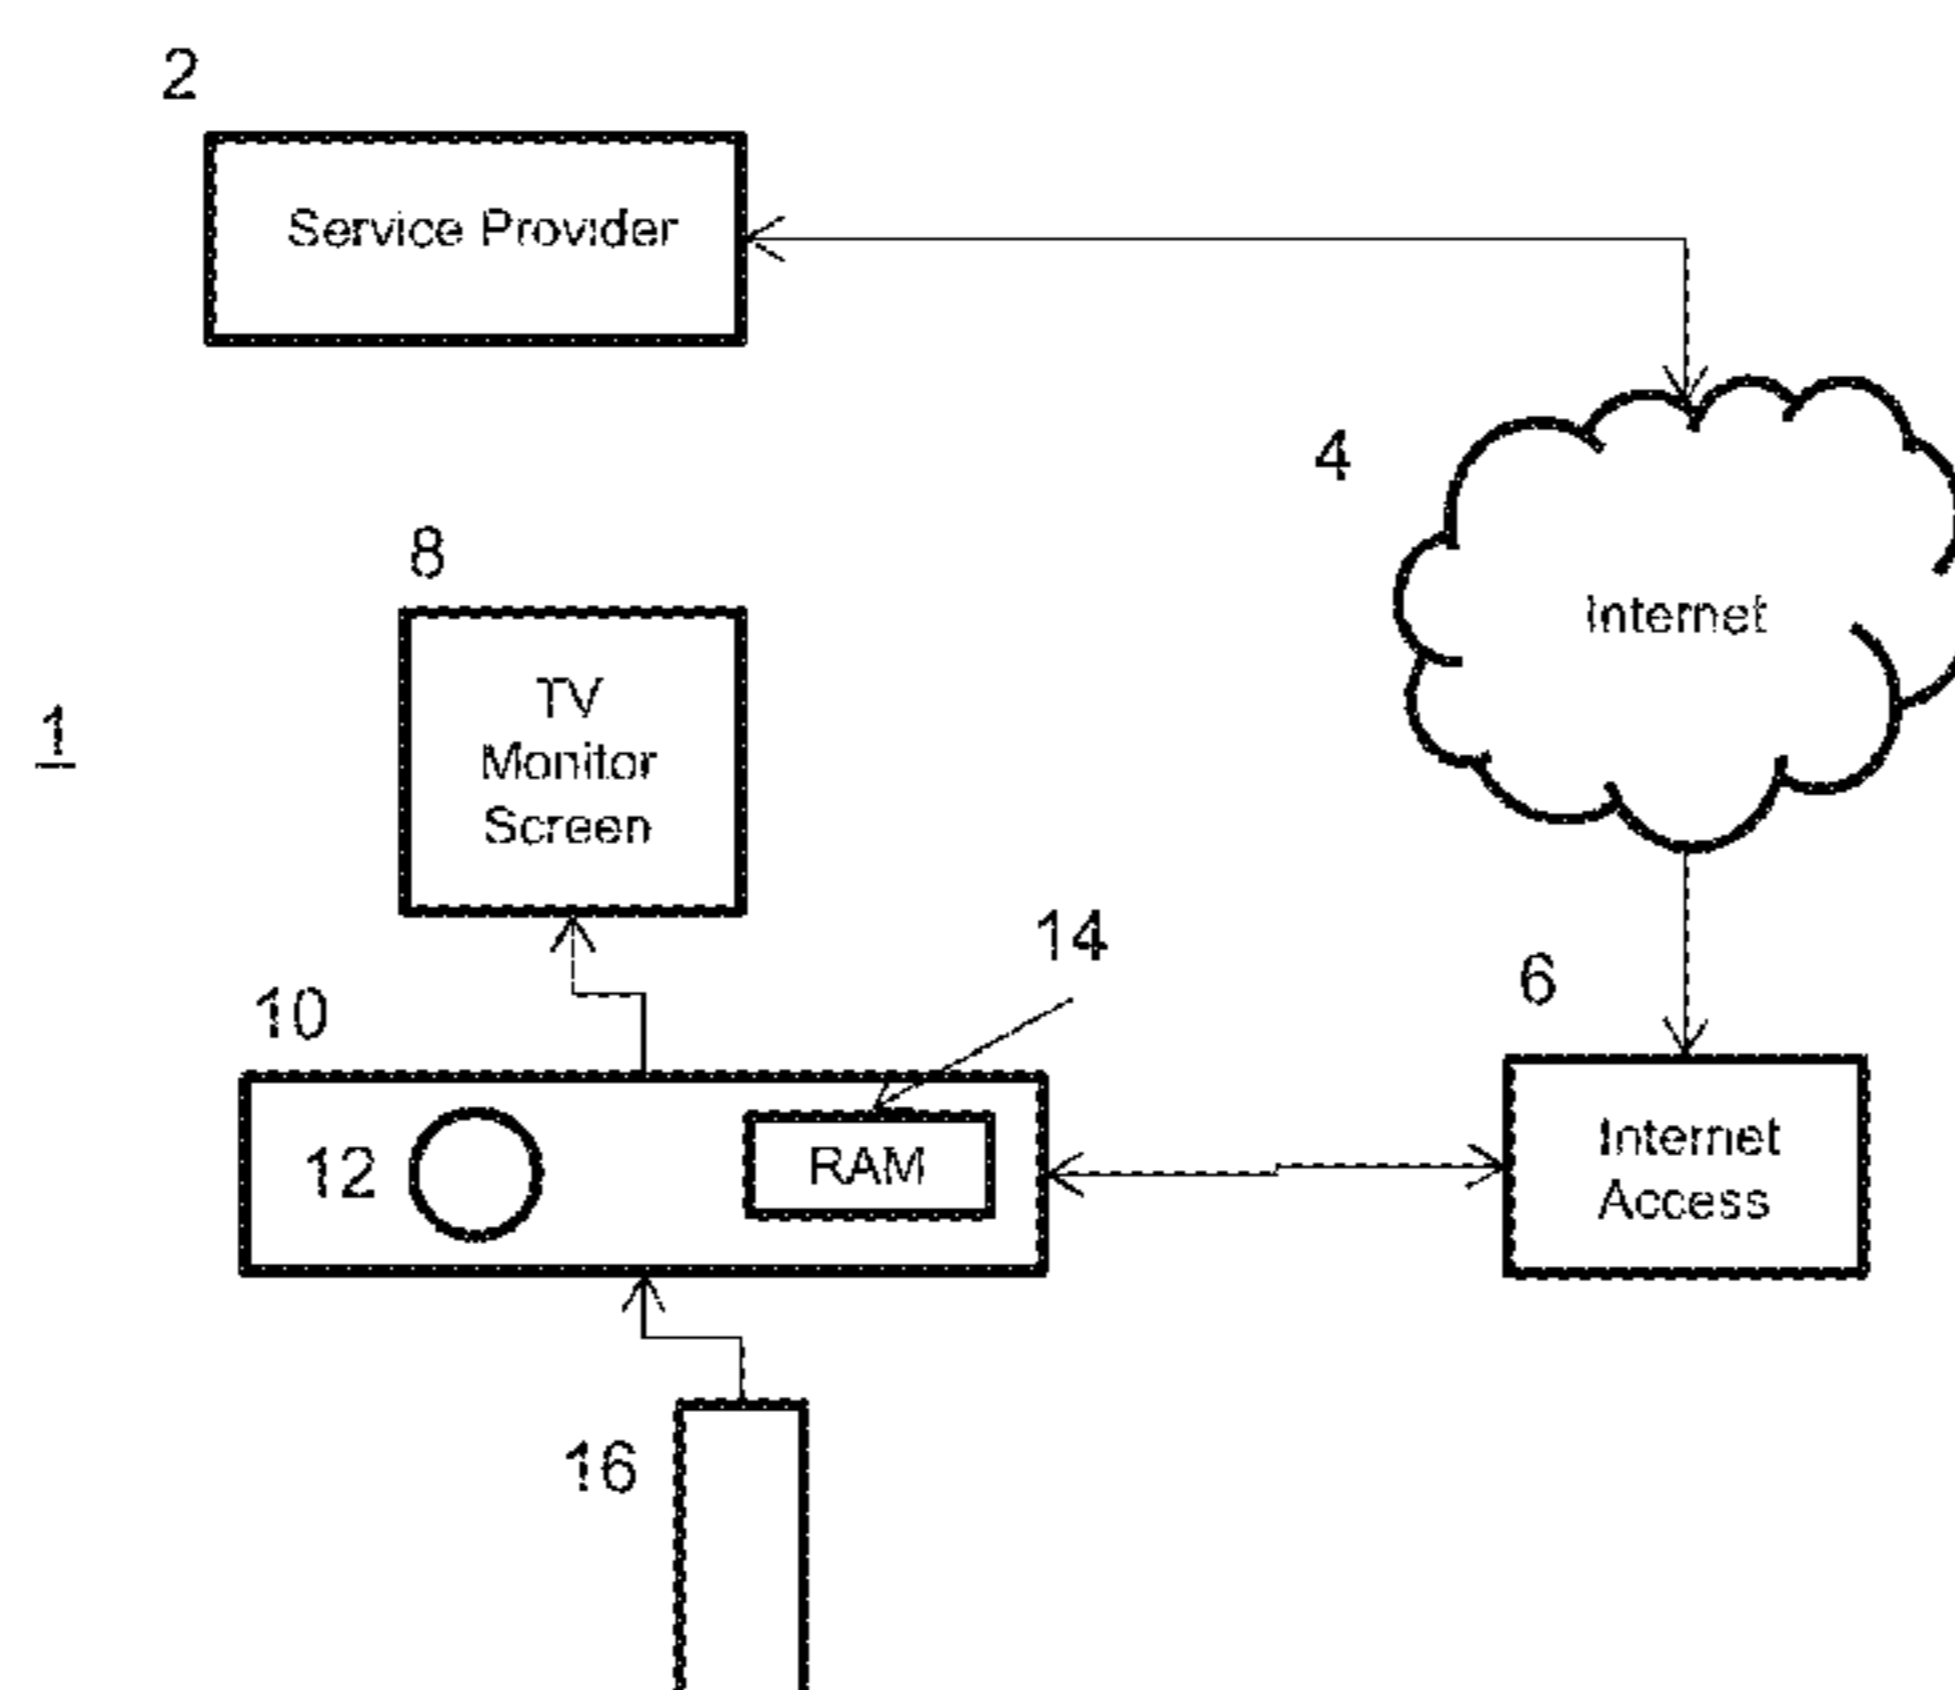 2
Service Provider
4
8
TV
Monitor
Screen
Internet
1
14
6
10
12
RAM
Internet
Access
16